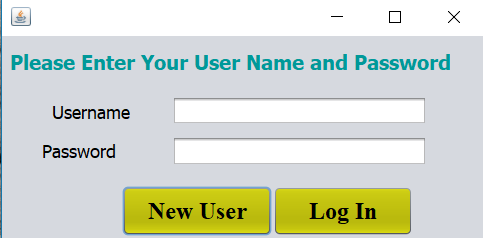 Please Enter Your User Name and Password
Username
Password
New User Log In